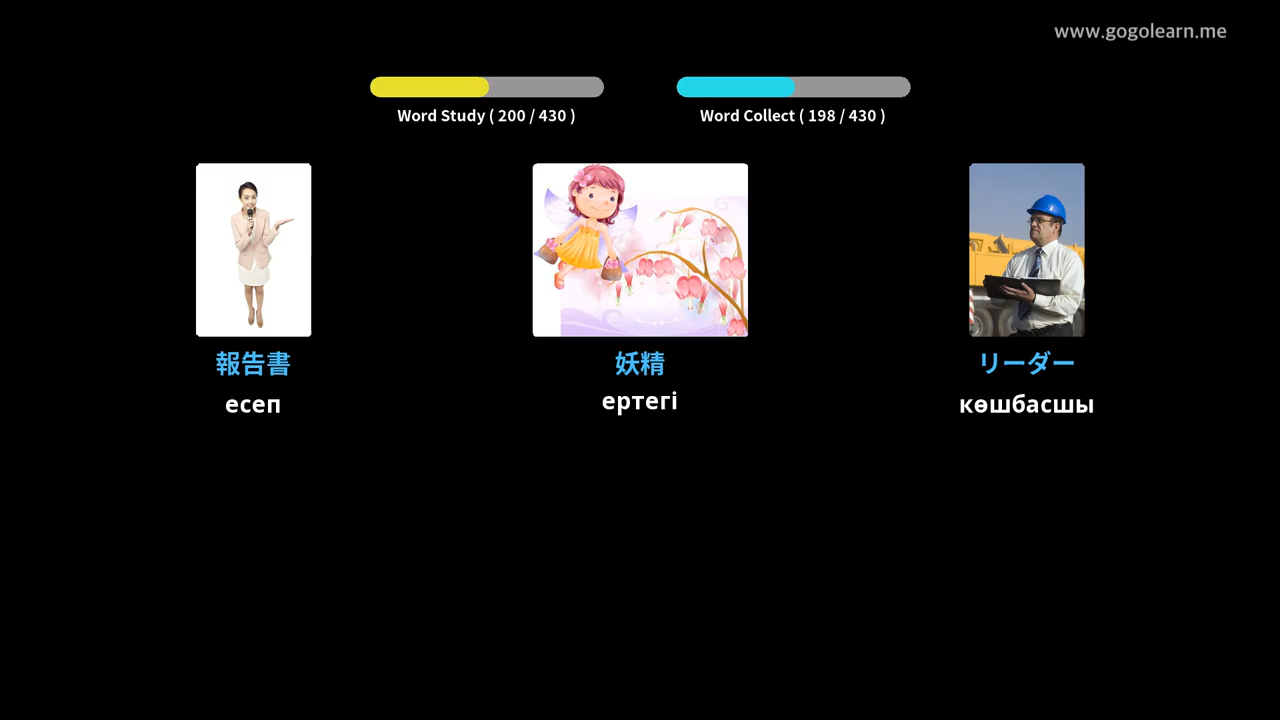 www.gogolearn.me
Word Study ( 200 / 430 )
Word Collect ( 198 / 430 )
報告書
妖精
リーダー
есеп
ертегі
көшбасшы